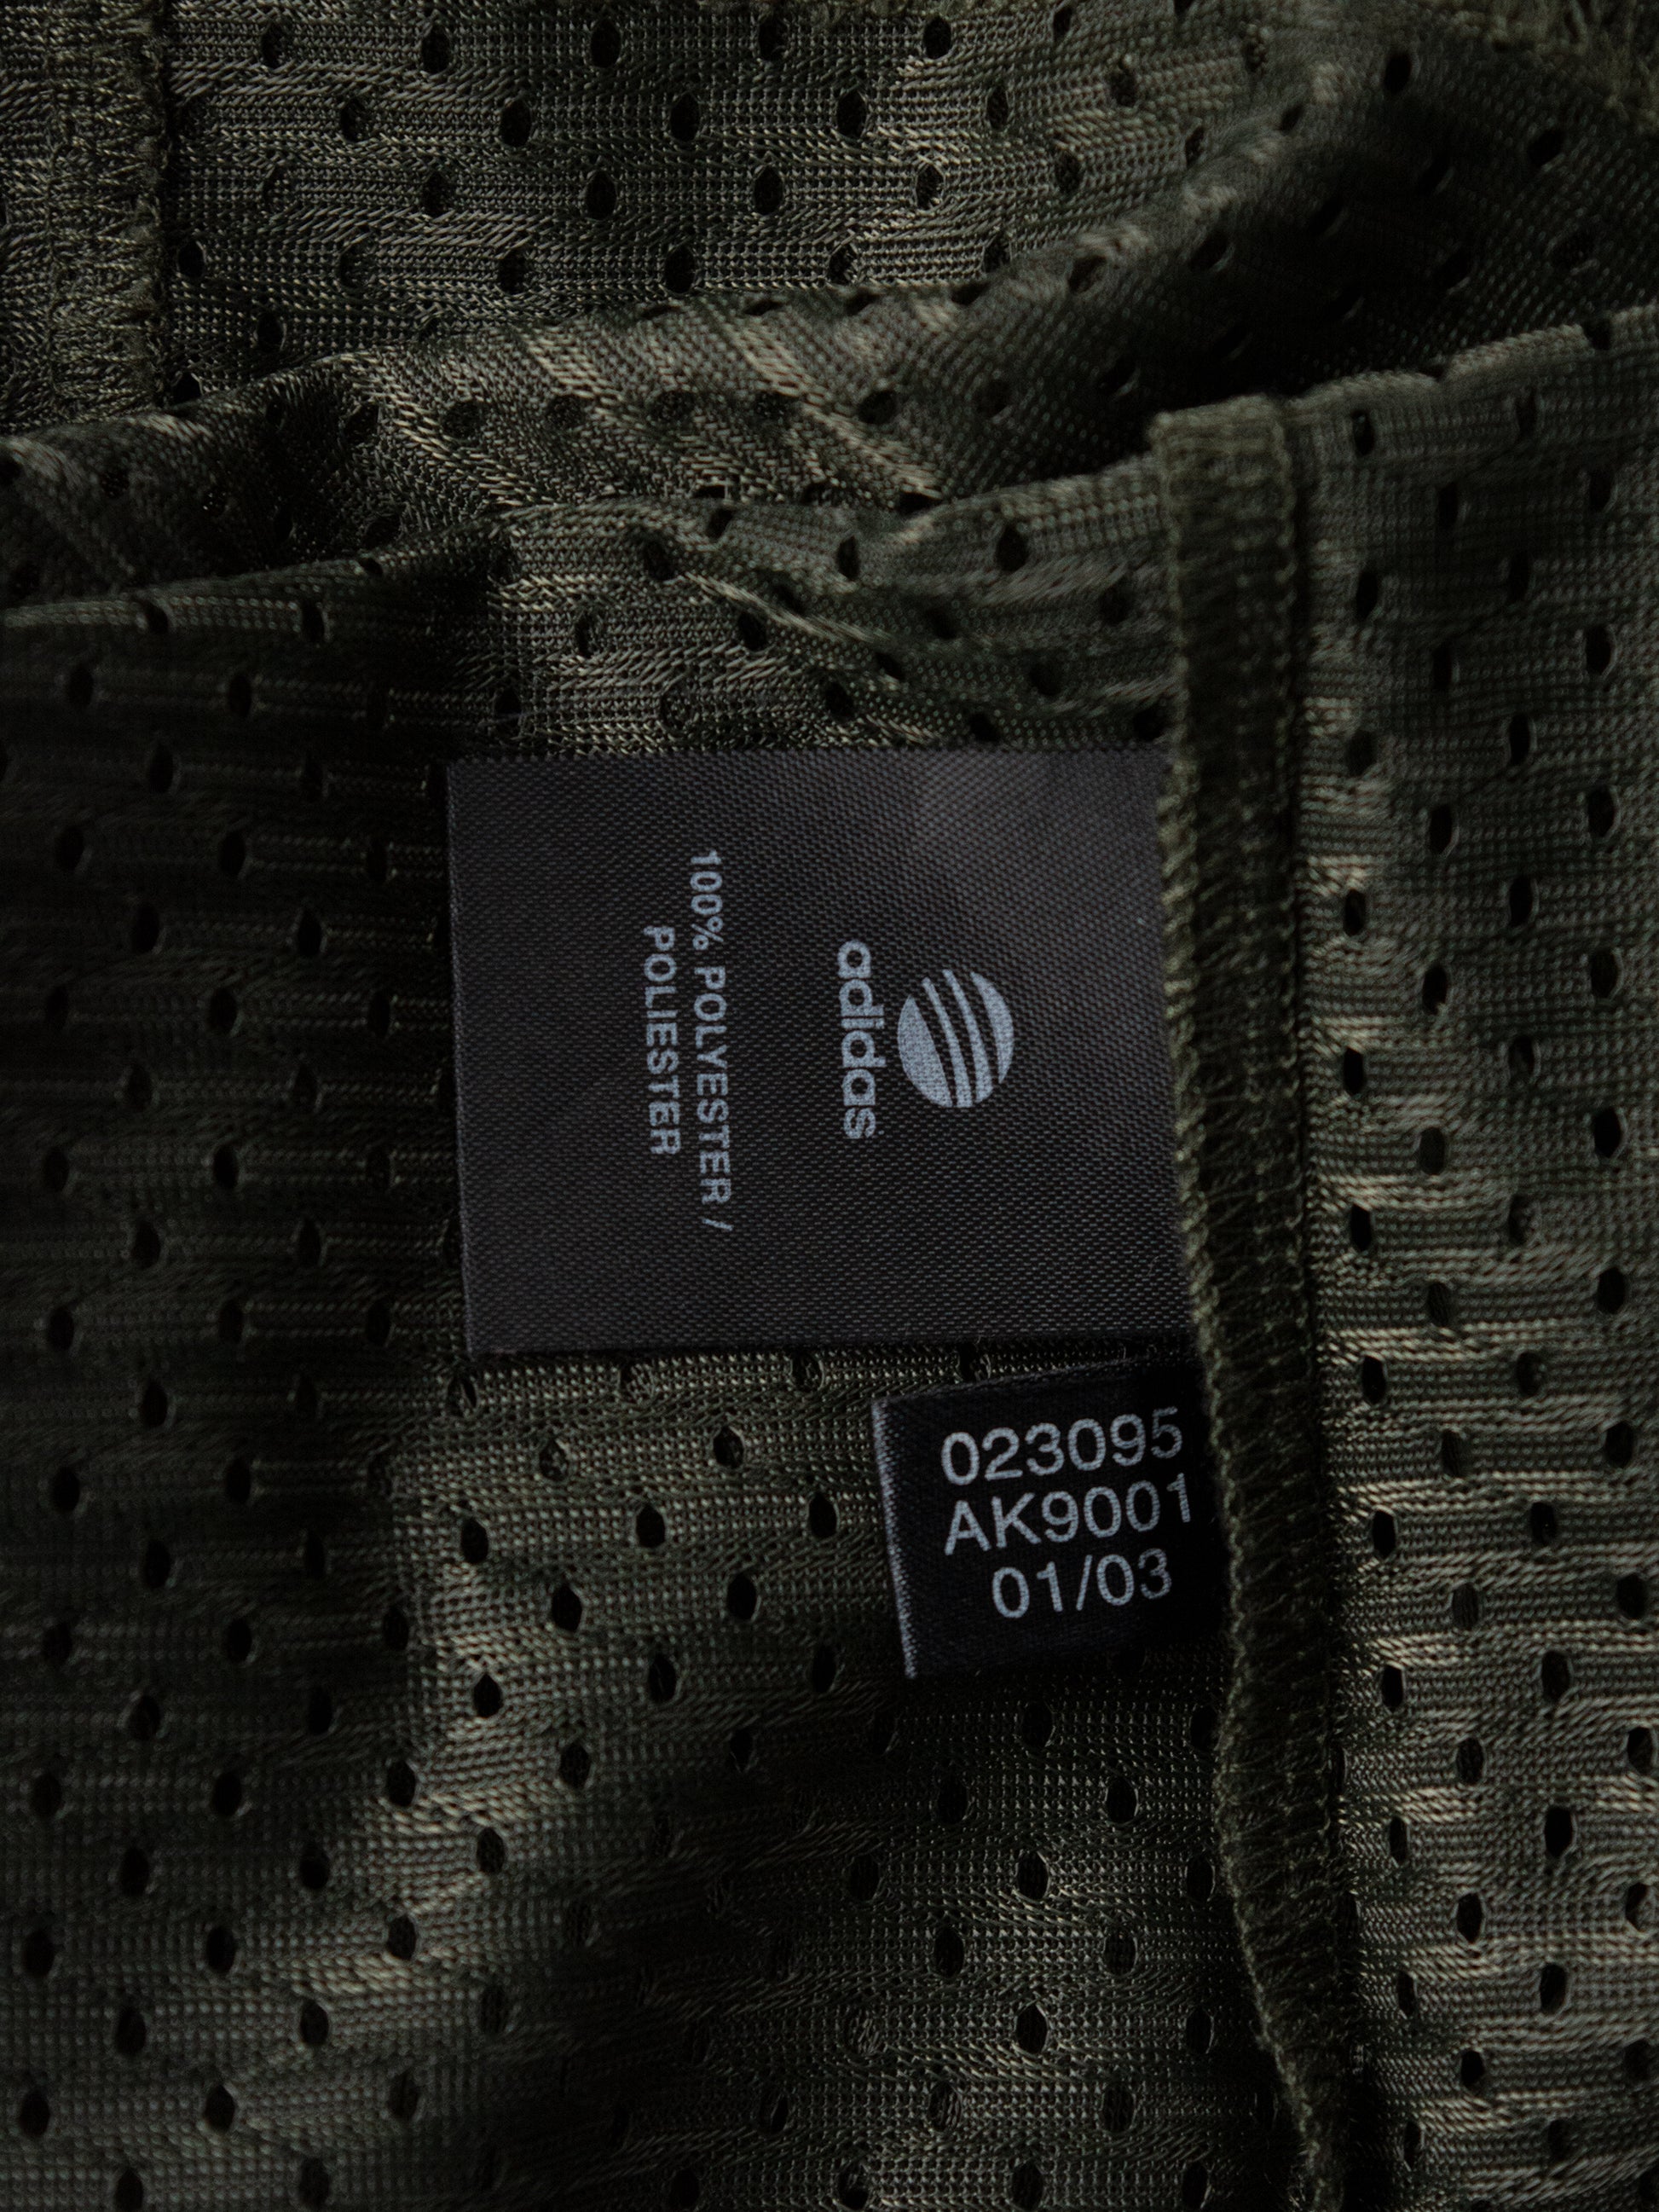 adidas
100% POLYESTER /
POLIESTER
023095
AK9001
01/03